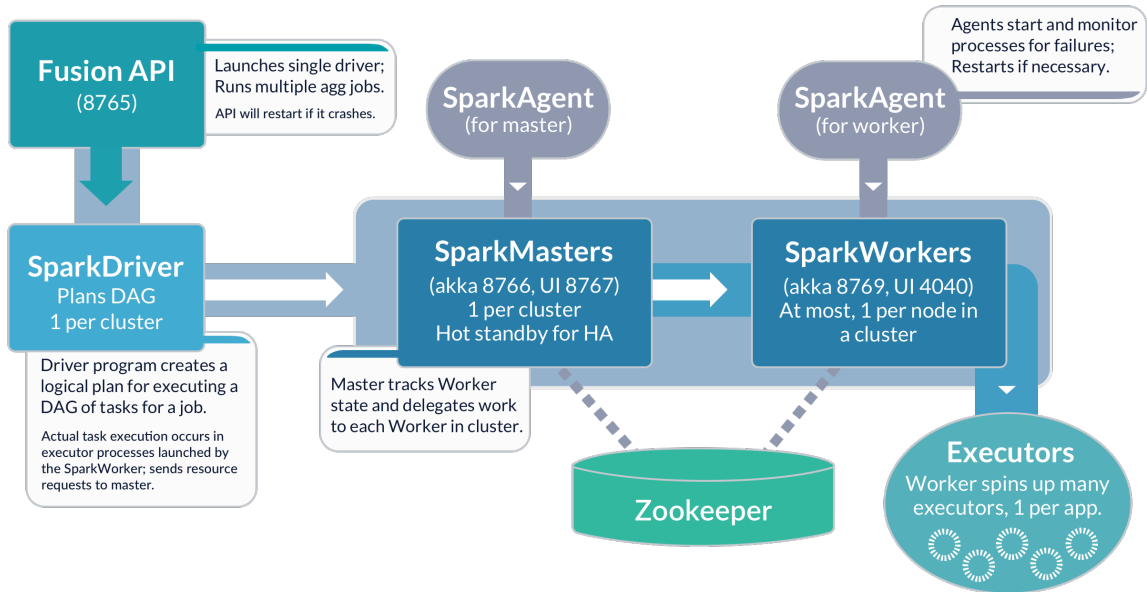 Fusion API
(8765)
Launches single driver;
Runs multiple agg jobs.
API will restart if it crashes.
SparkAgent
(for master)
SparkAgent
(for worker)
Agents start and monitor
processes for failures;
Restarts if necessary.
SparkDriver
Plans DAG
1 per cluster
Driver program creates a
logical plan for executing a
DAG of tasks for a job.
Actual task execution occurs in
executor processes launched by
the SparkWorker; sends resource
requests to master.
SparkMasters
(akka 8766, UI 8767)
1 per cluster
Hot standby for HA
Master tracks Worker
state and delegates work
to each Worker in cluster.
SparkWorkers
(akka 8769, UI 4040)
At most, 1 per node in
a cluster
Zookeeper
Executors
Worker spins up many
executors, 1 per app.